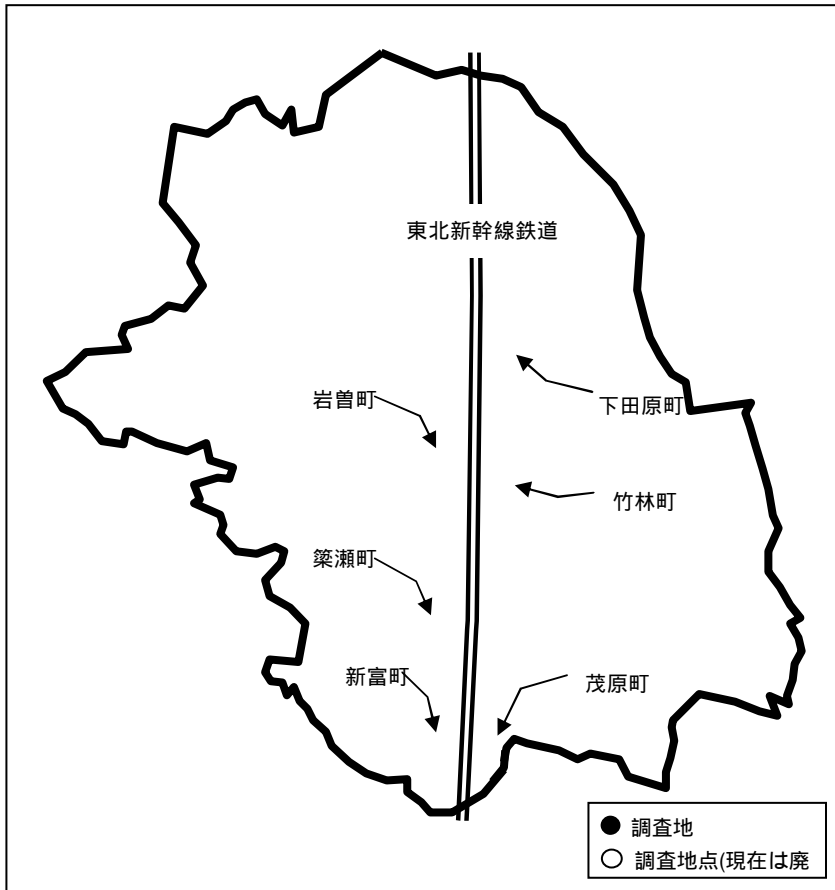 東北新幹線鉄道
岩曽町
下田原町
竹林町
簗瀬町
新富町
茂原町
● 調査地
○ 調査地点(現在は廃